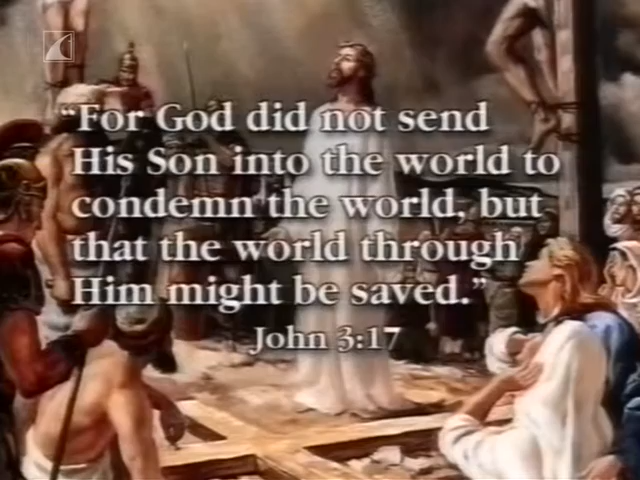 “For God did not send
His Son into the world to
condemn the world, but
that the world through
Him might be saved.”
John 3:17